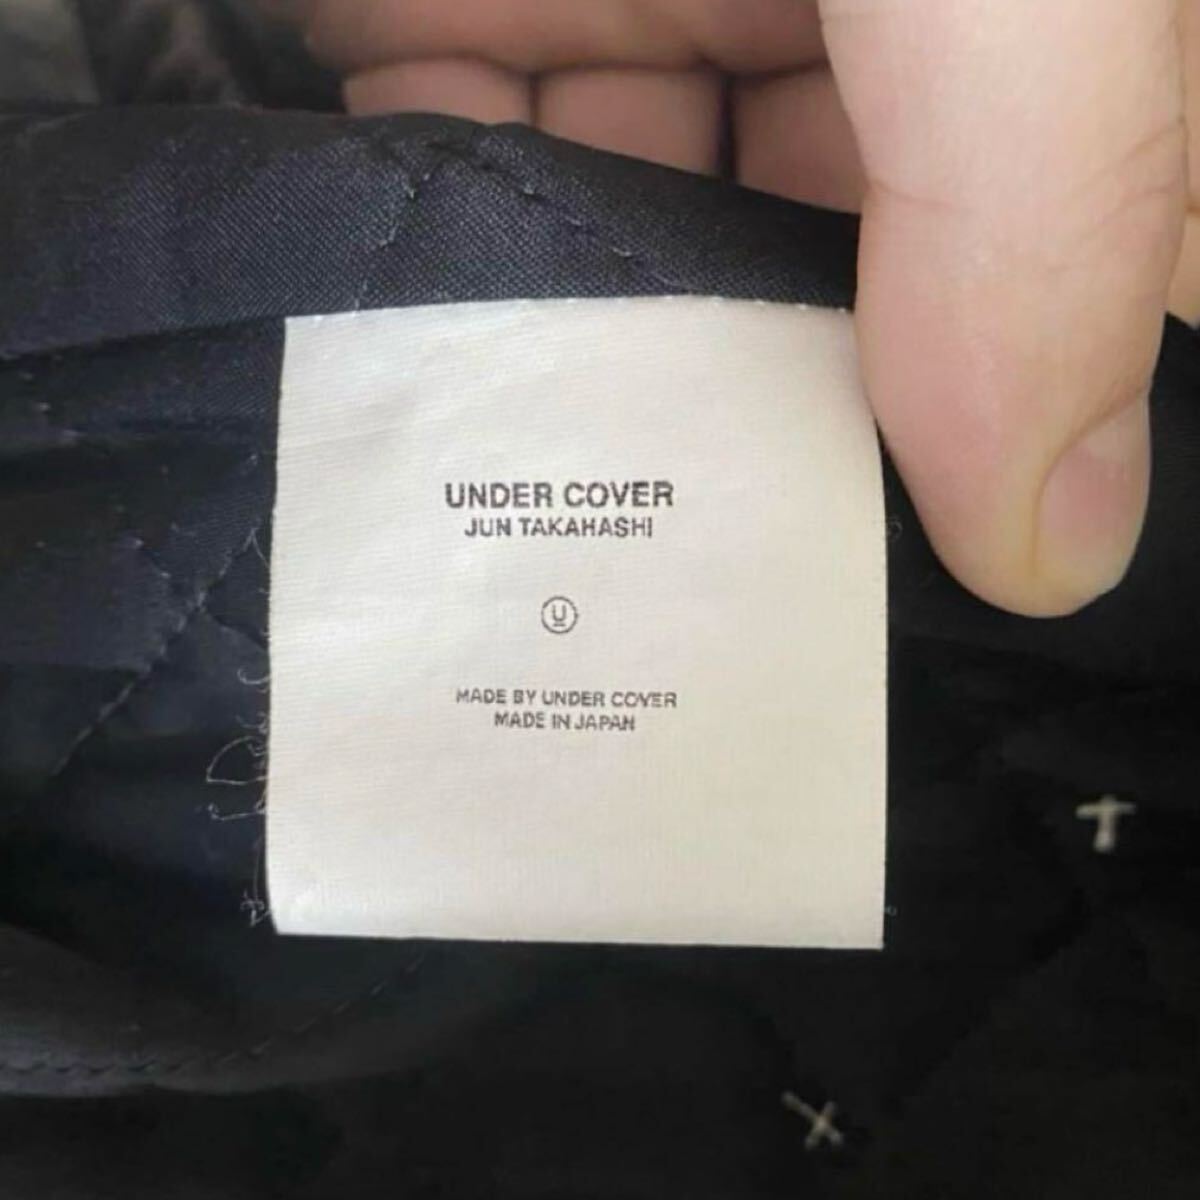 UNDER COVER
JUN TAKAHASHI
U
MADE BY UNDER COVER
MADE IN JAPAN